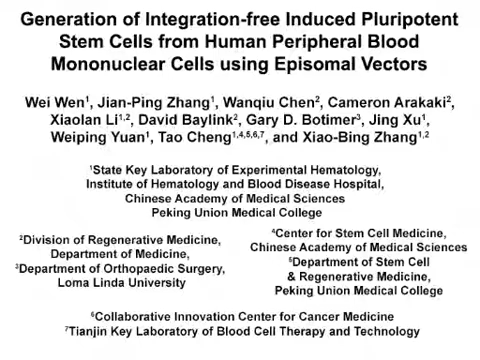 Generation of Integration-free Induced Pluripotent
Stem Cells from Human Peripheral Blood
Mononuclear Cells using Episomal Vectors
Wei Wen¹, Jian-Ping Zhang¹, Wanqiu Chen², Cameron Arakaki²,
Xiaolan Li¹,², David Baylink², Gary D. Botimer³, Jing Xu¹,
Weiping Yuan¹, Tao Cheng¹,⁴,⁵,⁶,⁷, and Xiao-Bing Zhang¹,²
¹State Key Laboratory of Experimental Hematology,
Institute of Hematology and Blood Disease Hospital,
Chinese Academy of Medical Sciences
Peking Union Medical College
²Division of Regenerative Medicine,
Department of Medicine,
³Department of Orthopaedic Surgery,
Loma Linda University
⁴Center for Stem Cell Medicine,
Chinese Academy of Medical Sciences
⁵Department of Stem Cell
& Regenerative Medicine,
Peking Union Medical College
⁶Collaborative Innovation Center for Cancer Medicine
⁷Tianjin Key Laboratory of Blood Cell Therapy and Technology